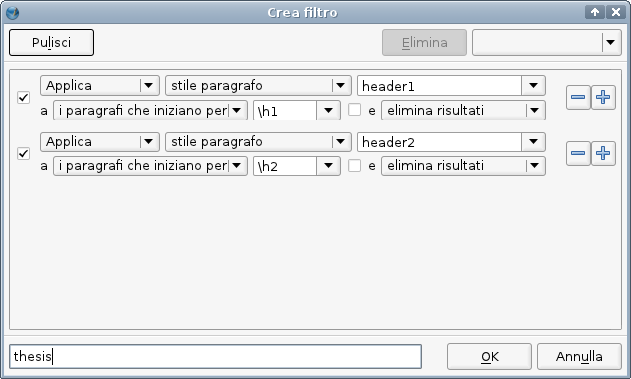 Crea filtro
Pulisci Elimina
Applica stile paragrafo header1
a i paragrafi che iniziano per \h1 e elimina risultati
Applica stile paragrafo header2
a i paragrafi che iniziano per \h2 e elimina risultati
thesis OK Annulla